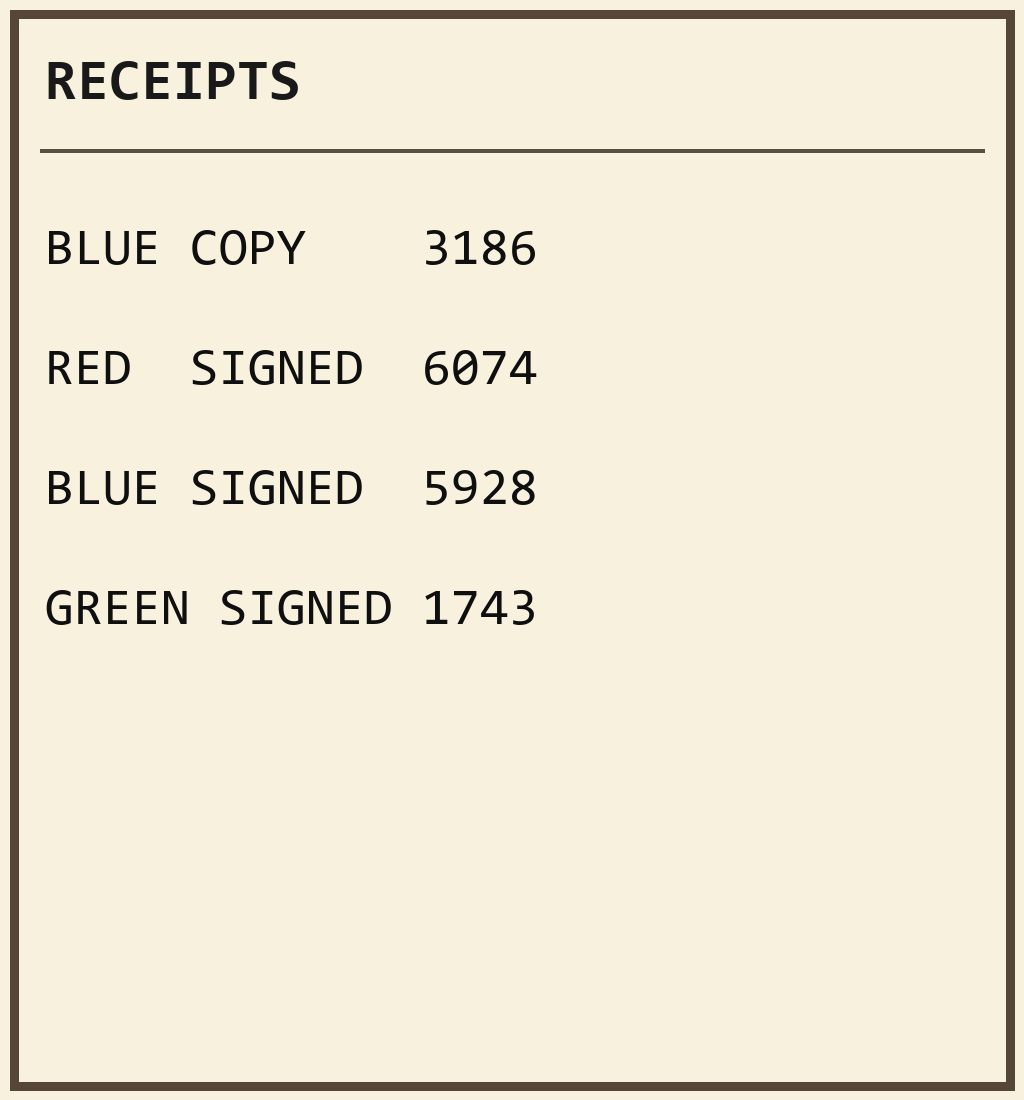 RECEIPTS
BLUE COPY    3186
RED  SIGNED  6074
BLUE SIGNED  5928
GREEN SIGNED 1743